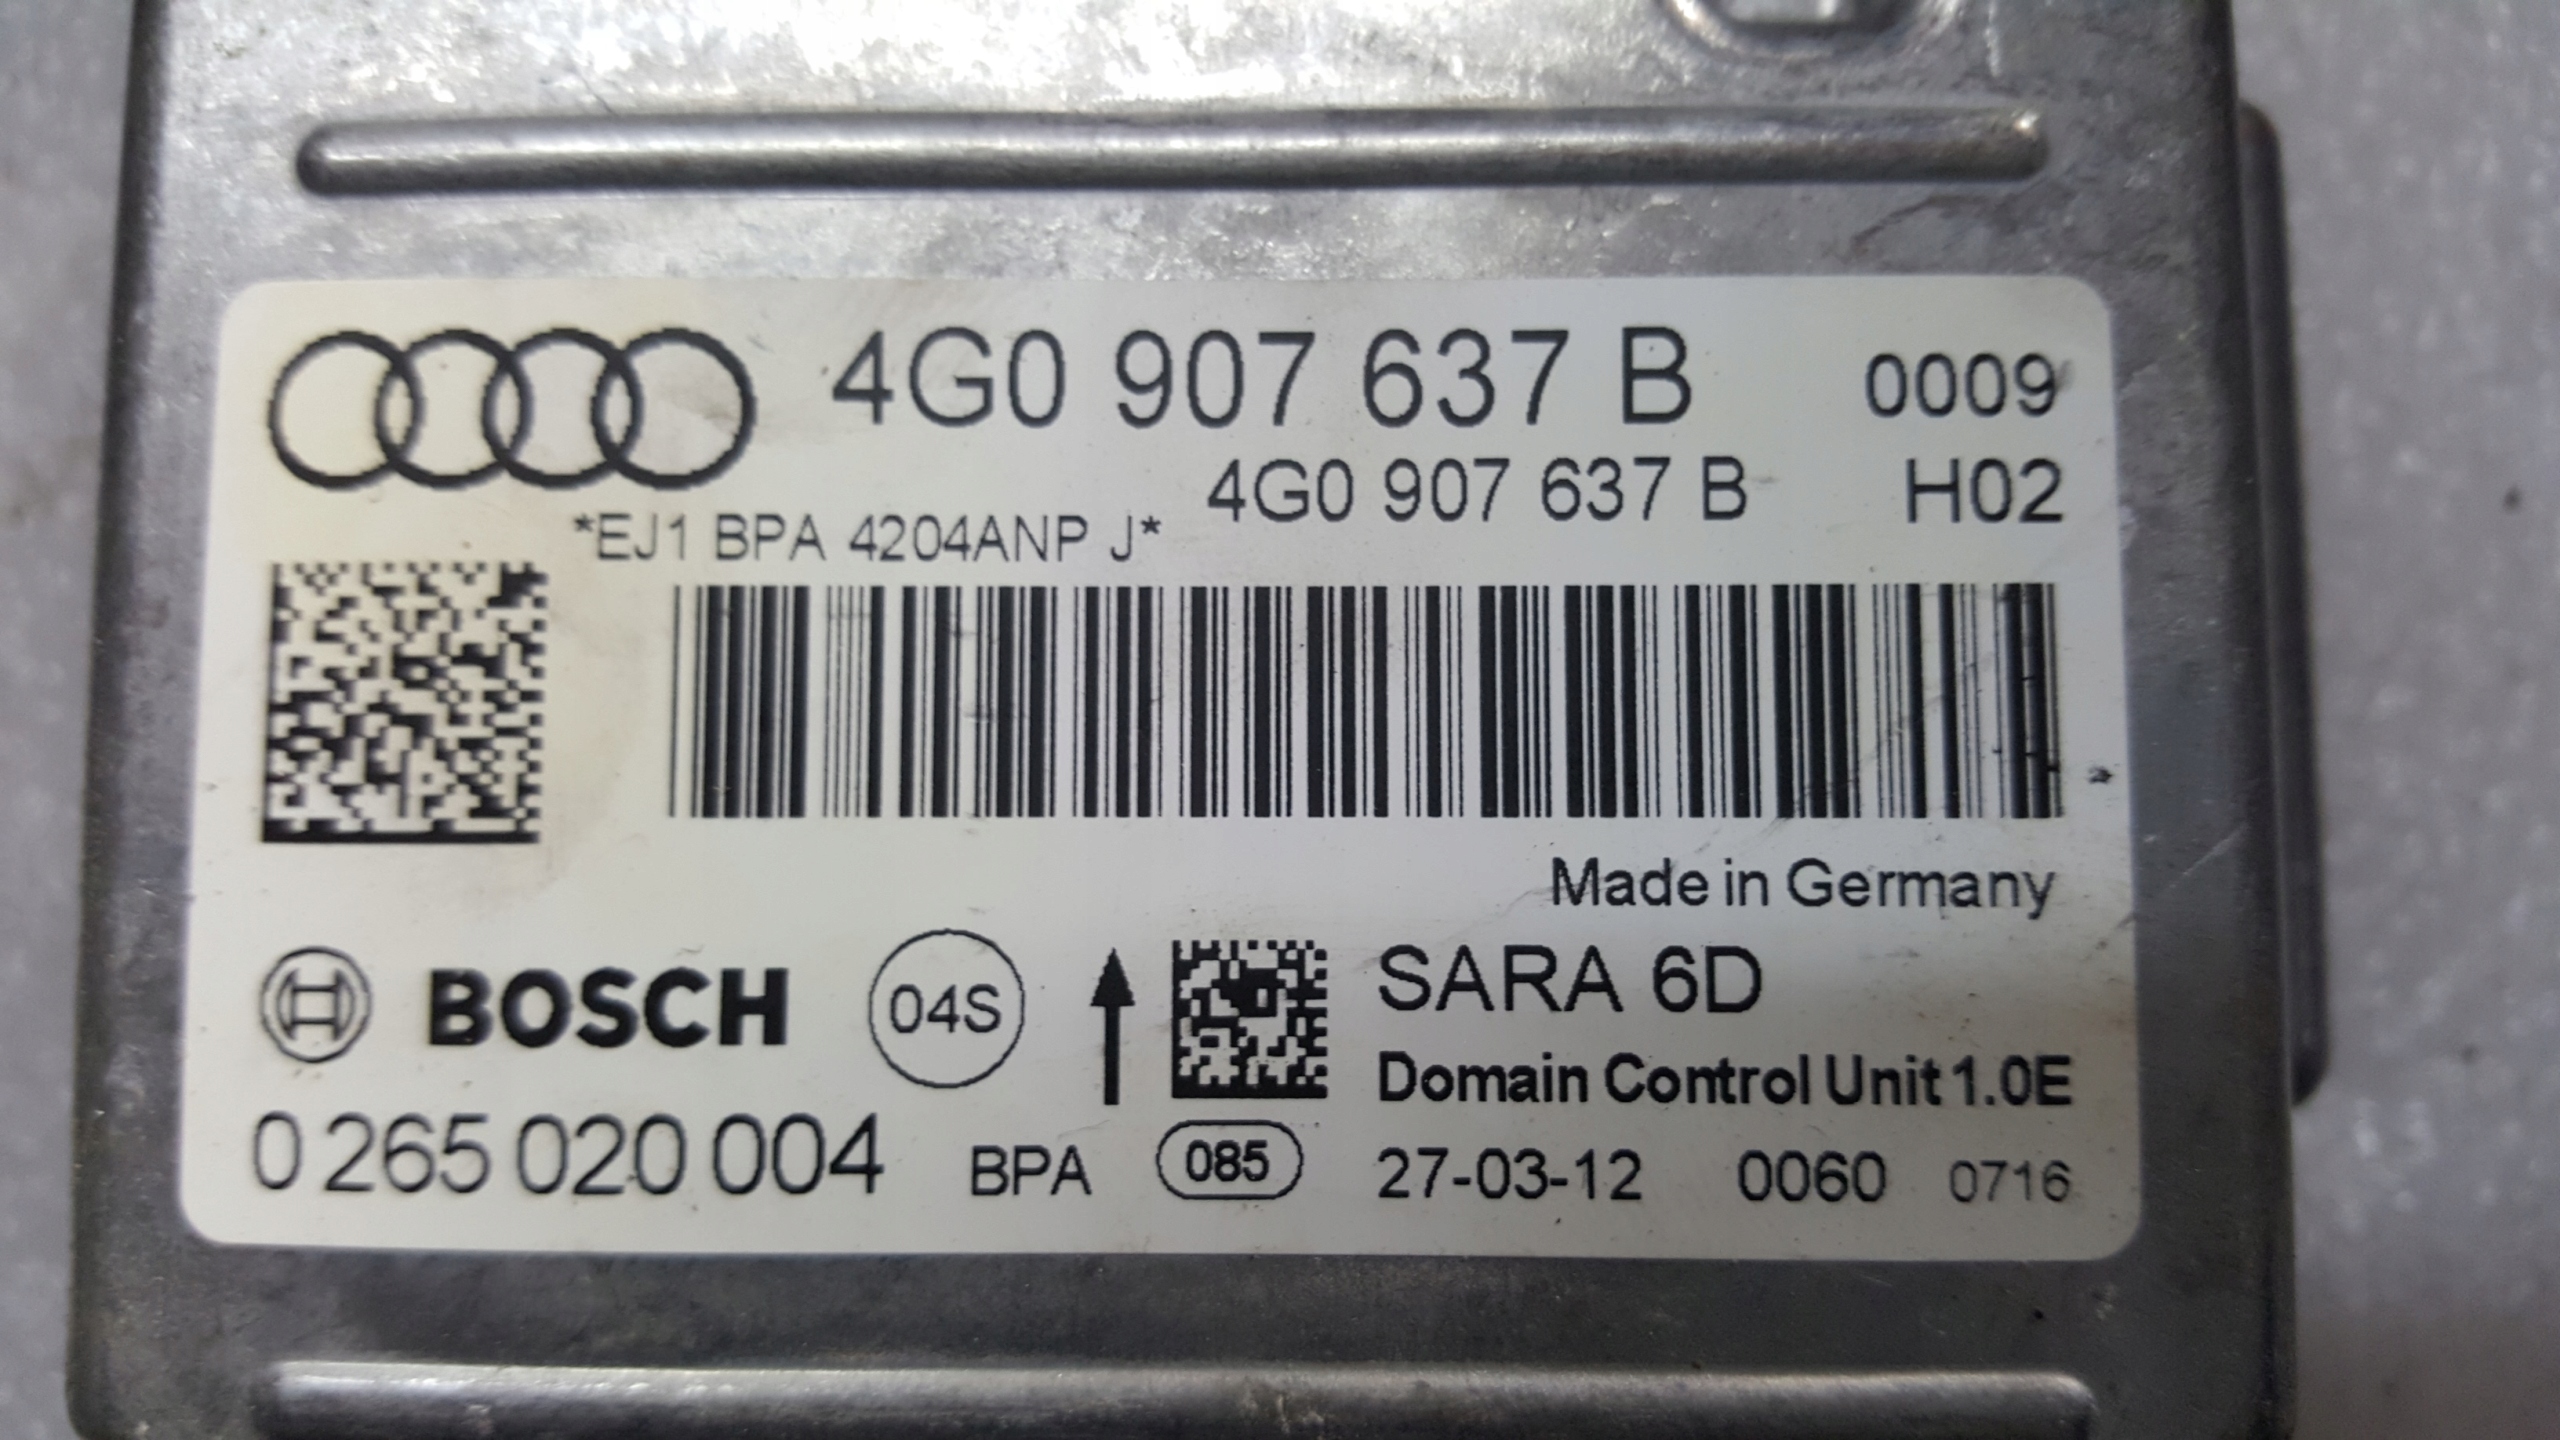 4G0 907 637 B 0009
4G0 907 637 B H02
*EJ1 BPA 4204ANP J*
Made in Germany
BOSCH 04S SARA 6D
Domain Control Unit 1.0E
0 265 020 004 BPA 085 27-03-12 0060 0716